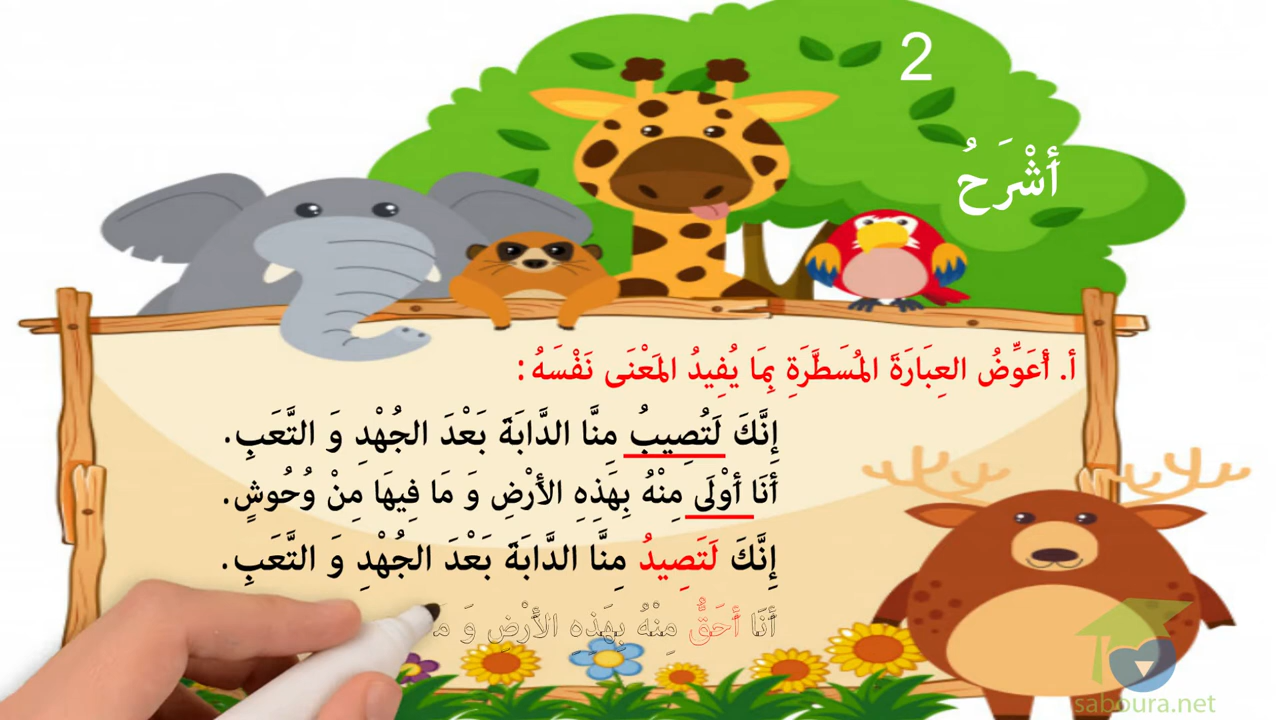 2
أَشْرَحُ
أ. أُعَوِّضُ العِبَارَةَ المُسَطَّرَةِ بِمَا يُفِيدُ المَعْنَى نَفْسَهُ :
إِنَّكَ لَتُصِيبُ مِنَّا الدَّابَةَ بَعْدَ الجُهْدِ وَ التَّعَبِ.
أَنَا أَوْلَى مِنْهُ بِهَذِهِ الأَرْضِ وَ مَا فِيهَا مِنْ وُحُوشٍ.
إِنَّكَ لَتَصِيدُ مِنَّا الدَّابَةَ بَعْدَ الجُهْدِ وَ التَّعَبِ.
أَنَا أَحَقُّ مِنْهُ بِهَذِهِ الأَرْضِ وَ مَ
saboura.net